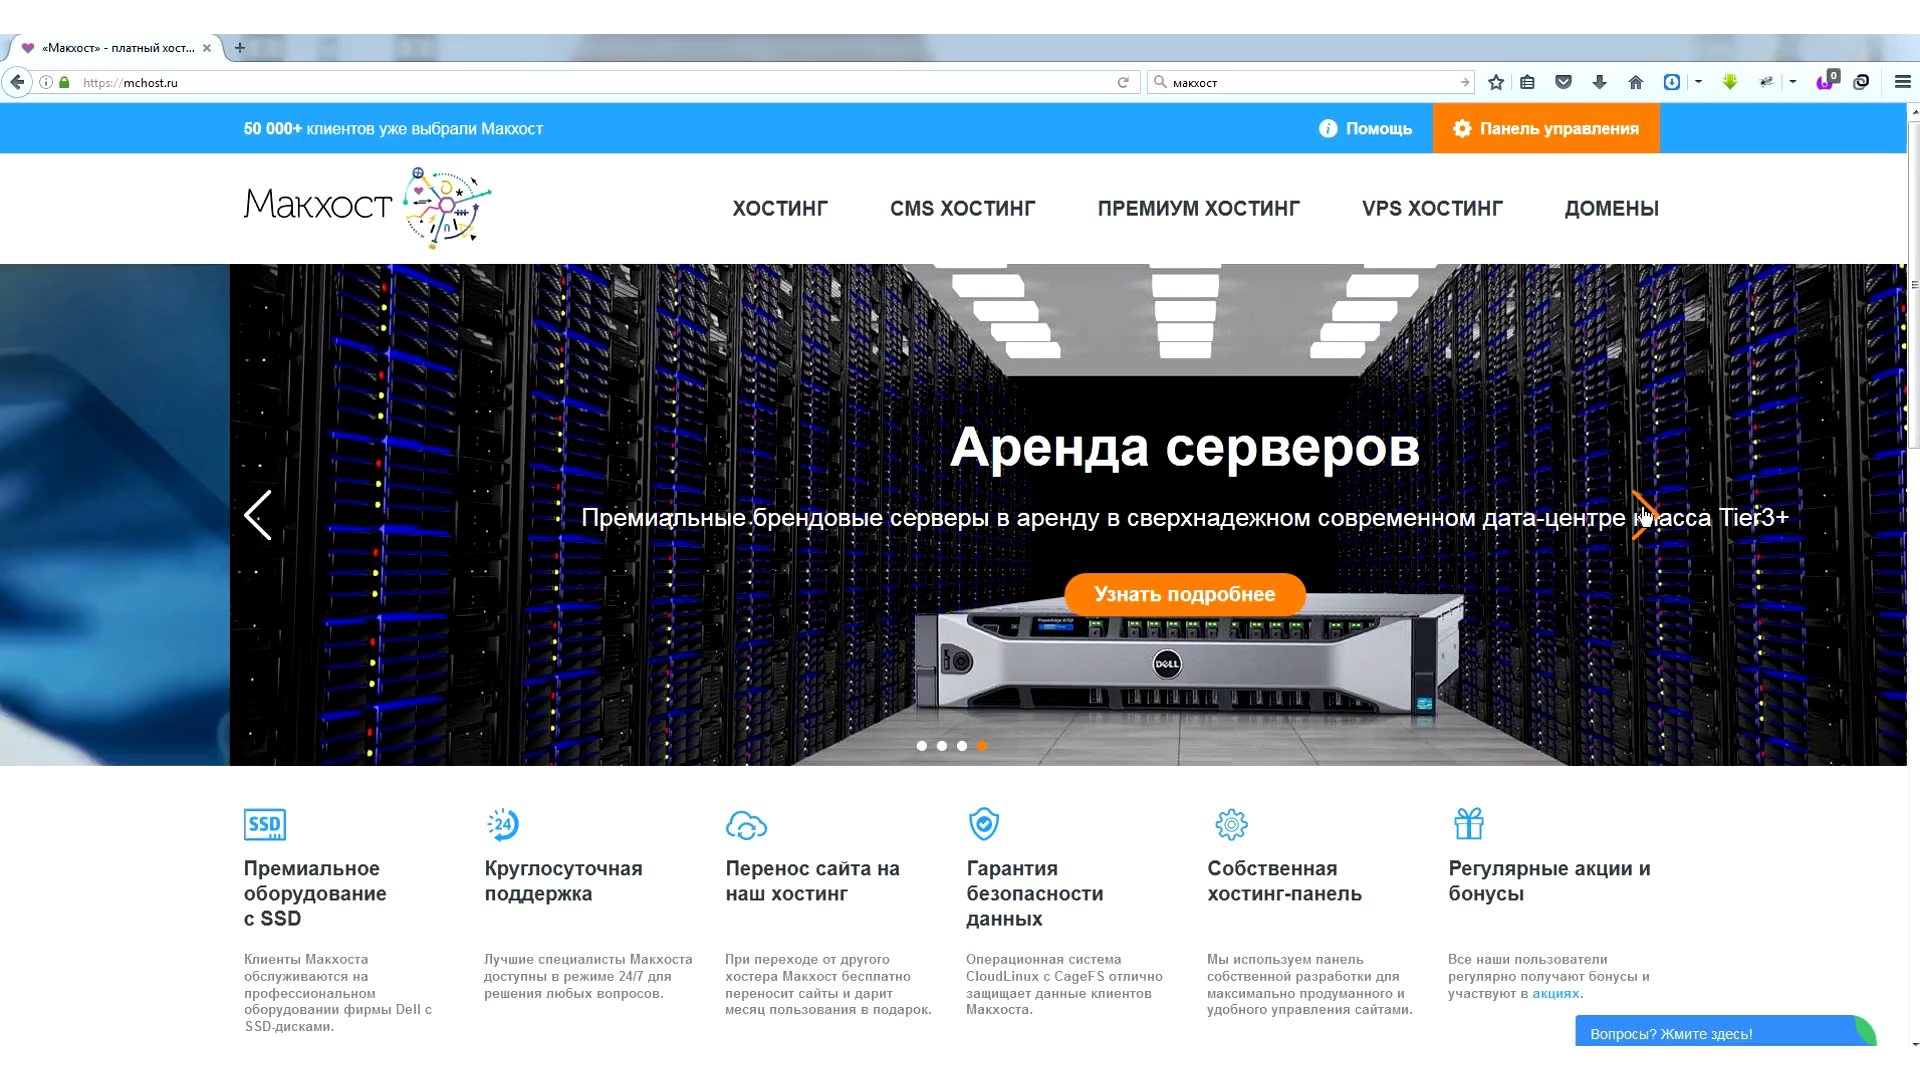 «Макхост» - платный хост...
https://mchost.ru
макхост
0
50 000+ клиентов уже выбрали Макхост
Помощь
Панель управления
Макхост
ХОСТИНГ
CMS ХОСТИНГ
ПРЕМИУМ ХОСТИНГ
VPS ХОСТИНГ
ДОМЕНЫ
Аренда серверов
Премиальные брендовые серверы в аренду в сверхнадежном современном дата-центре класса Tier3+
Узнать подробнее
DELL
SSD
24
Премиальное
оборудование
с SSD
Клиенты Макхоста
обслуживаются на
профессиональном
оборудовании фирмы Dell с
SSD-дисками.
Круглосуточная
поддержка
Лучшие специалисты Макхоста
доступны в режиме 24/7 для
решения любых вопросов.
Перенос сайта на
наш хостинг
При переходе от другого
хостера Макхост бесплатно
переносит сайты и дарит
месяц пользования в подарок.
Гарантия
безопасности
данных
Операционная система
CloudLinux с CageFS отлично
защищает данные клиентов
Макхоста.
Собственная
хостинг-панель
Мы используем панель
собственной разработки для
максимально продуманного и
удобного управления сайтами.
Регулярные акции и
бонусы
Все наши пользователи
регулярно получают бонусы и
участвуют в акциях.
Вопросы? Жмите здесь!